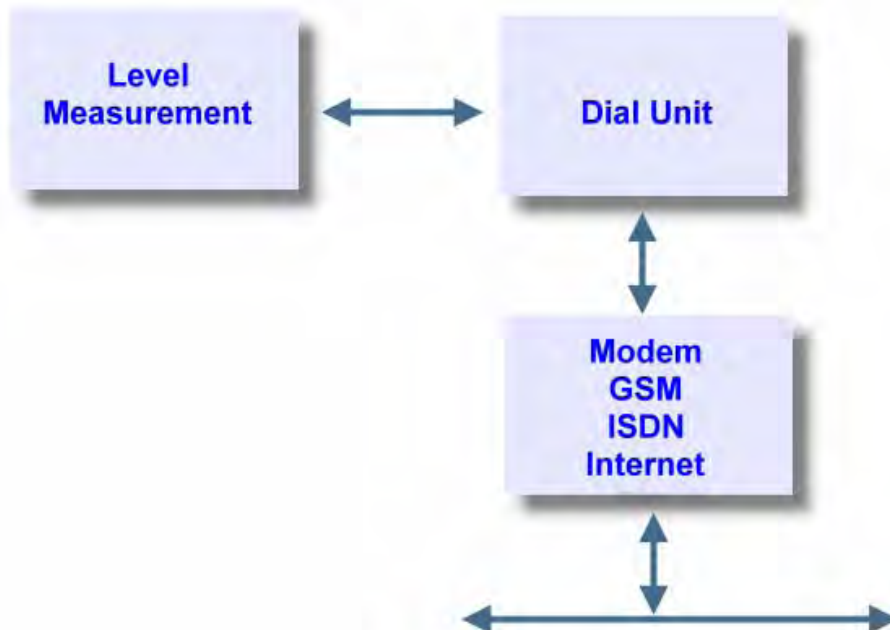 Level
Measurement
Dial Unit
Modem
GSM
ISDN
Internet